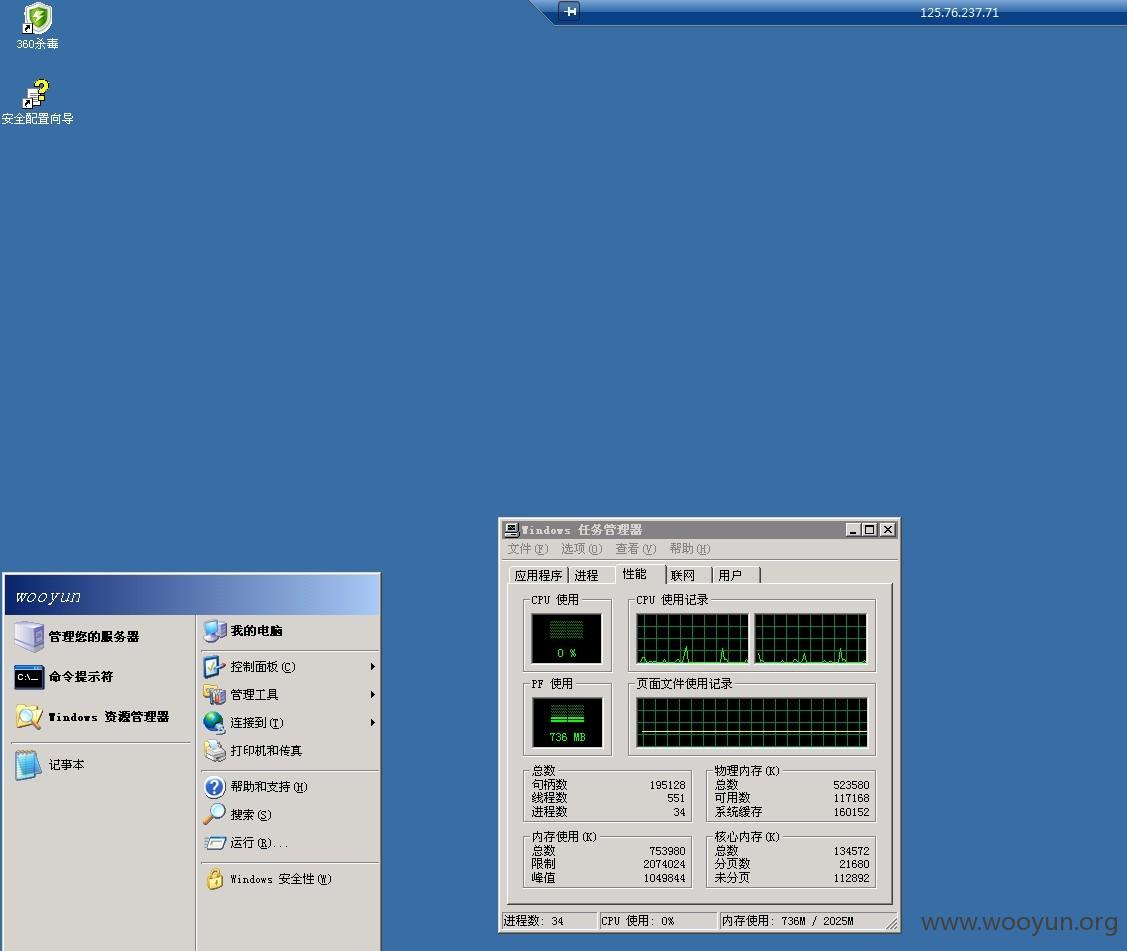 125.76.237.71
360杀毒
安全配置向导
wooyun
管理您的服务器
命令提示符
Windows 资源管理器
记事本
我的电脑
控制面板(C)
管理工具
连接到(T)
打印机和传真
帮助和支持(H)
搜索(S)
运行(R)...
Windows 安全性(W)
Windows 任务管理器
文件(F) 选项(O) 查看(V) 帮助(H)
应用程序 进程 性能 联网 用户
CPU 使用 CPU 使用记录
0 %
PF 使用 页面文件使用记录
736 MB
总数 物理内存(K)
句柄数 195128 总数 523580
线程数 551 可用数 117168
进程数 34 系统缓存 160152
内存使用(K) 核心内存(K)
总数 753980 总数 134572
限制 2074024 分页数 21680
峰值 1049844 未分页 112892
进程数: 34 CPU 使用: 0% 内存使用: 736M / 2025M
www.wooyun.org
C:\_